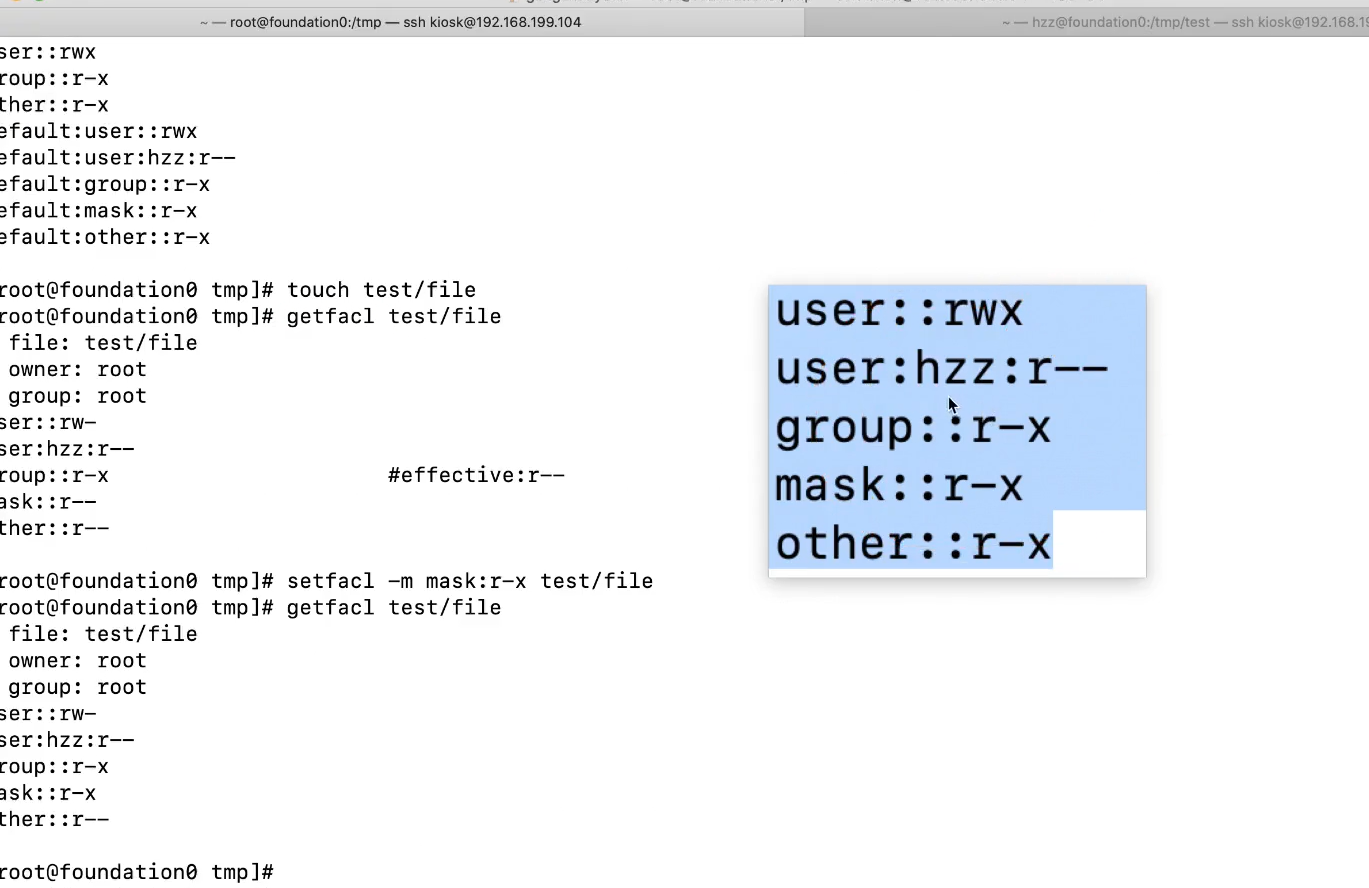 ~ — root@foundation0:/tmp — ssh kiosk@192.168.199.104
~ — hzz@foundation0:/tmp/test — ssh kiosk@192.168.19
ser::rwx
roup::r-x
ther::r-x
efault:user::rwx
efault:user:hzz:r--
efault:group::r-x
efault:mask::r-x
efault:other::r-x
root@foundation0 tmp]# touch test/file
root@foundation0 tmp]# getfacl test/file
file: test/file
owner: root
group: root
ser::rw-
ser:hzz:r--
roup::r-x #effective:r--
ask::r--
ther::r--
root@foundation0 tmp]# setfacl -m mask:r-x test/file
root@foundation0 tmp]# getfacl test/file
file: test/file
owner: root
group: root
ser::rw-
ser:hzz:r--
roup::r-x
ask::r-x
ther::r--
root@foundation0 tmp]#
user::rwx
user:hzz:r--
group::r-x
mask::r-x
other::r-x